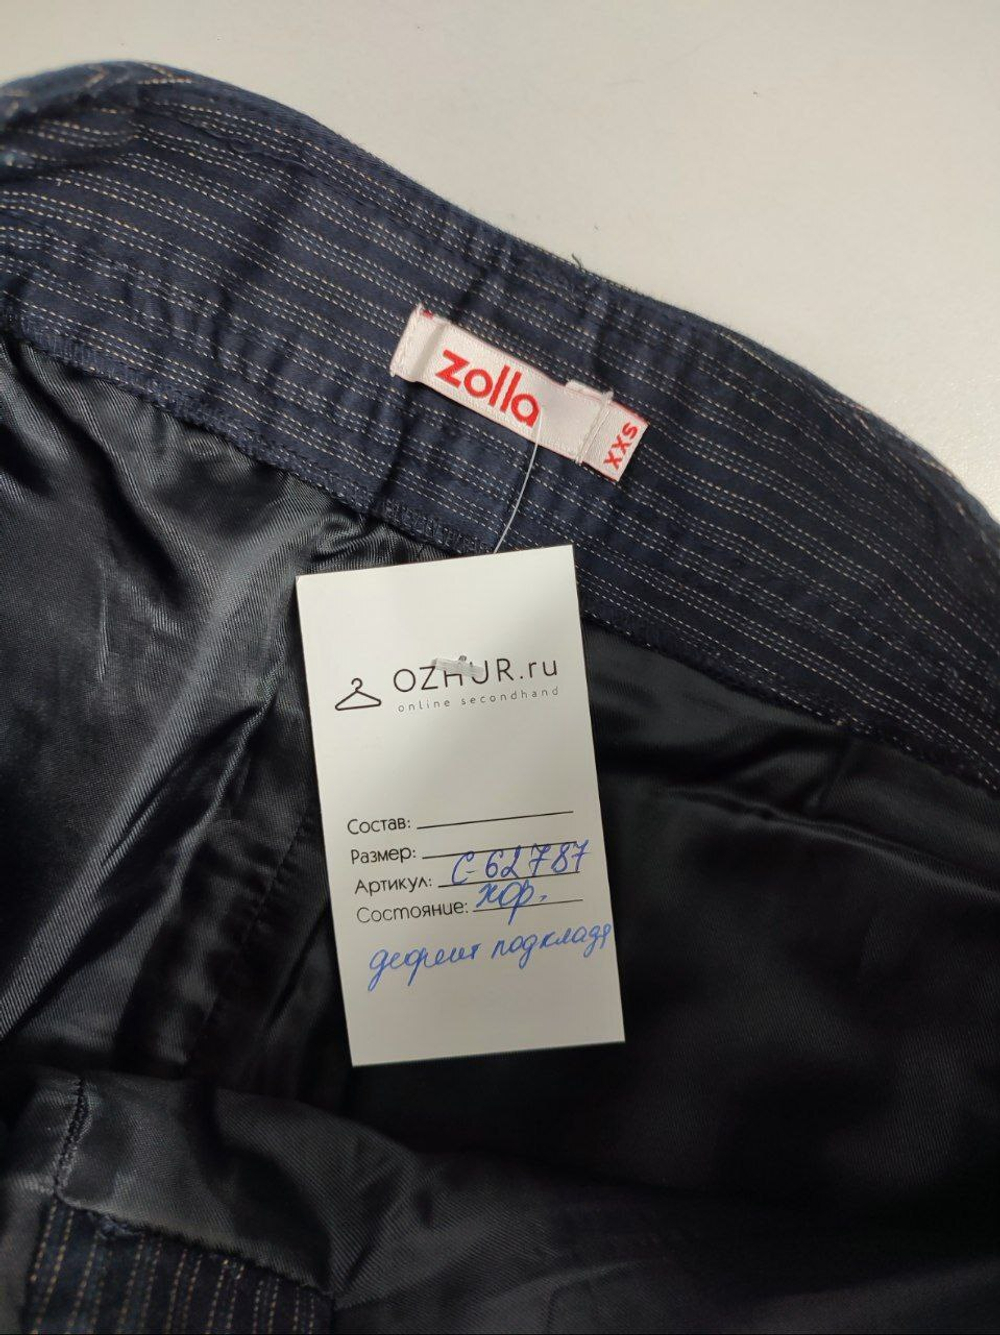 zolla
XXS
OZHUR.ru
online secondhand
Состав:
Размер:
Артикул: С-62787
Состояние: хор.
дефект подклада